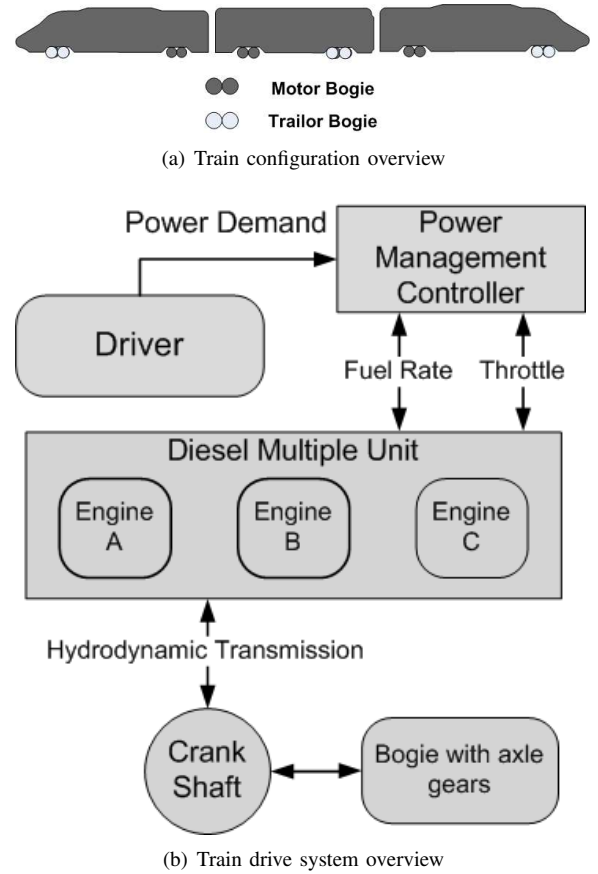 Motor Bogie
Trailor Bogie
(a) Train configuration overview
Power Demand
Power
Management
Controller
Driver
Fuel Rate
Throttle
Diesel Multiple Unit
Engine
A
Engine
B
Engine
C
Hydrodynamic Transmission
Crank
Shaft
Bogie with axle
gears
(b) Train drive system overview